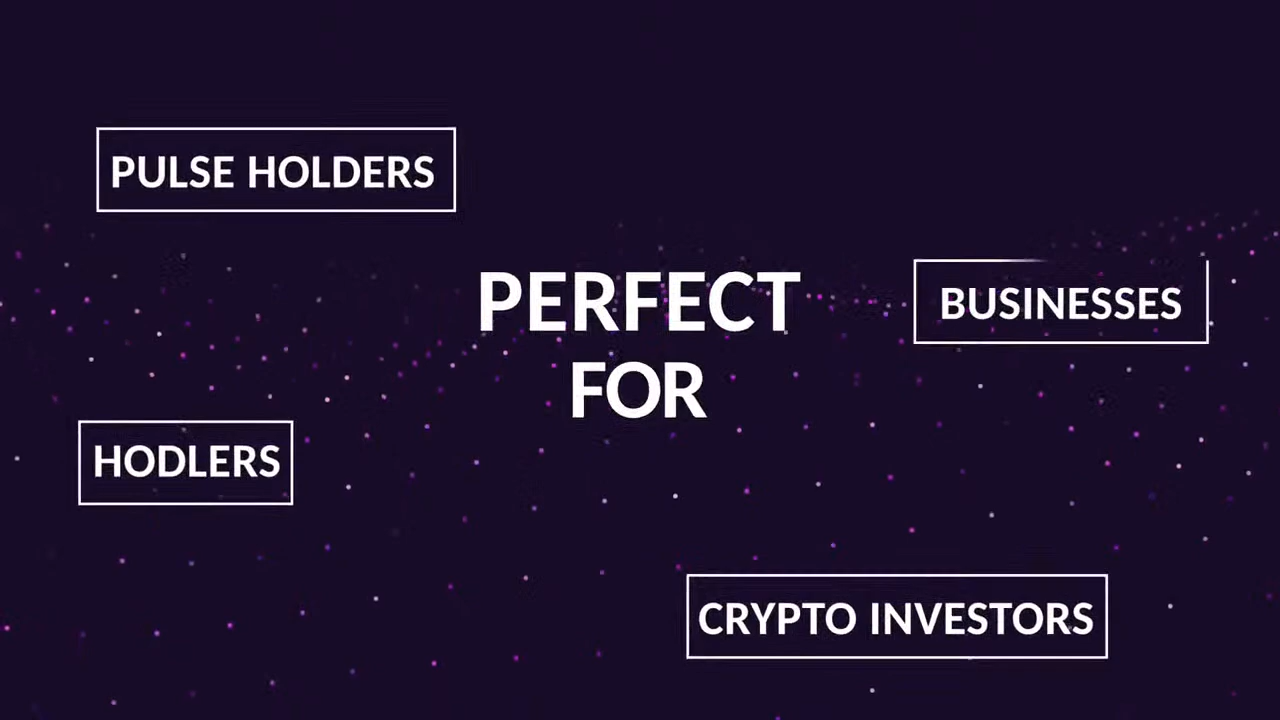 PULSE HOLDERS
PERFECT
FOR
BUSINESSES
HODLERS
CRYPTO INVESTORS